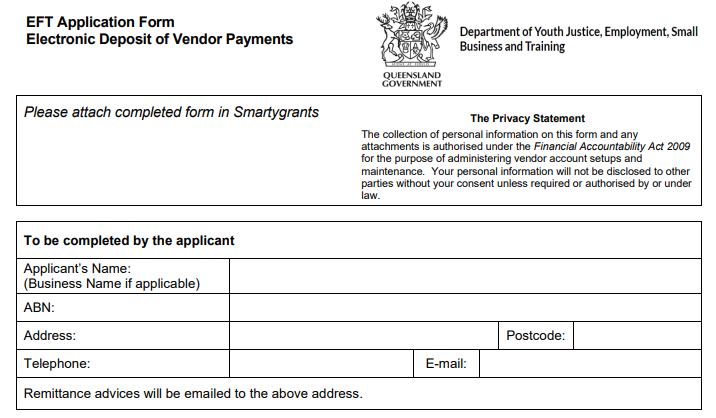 EFT Application Form
Electronic Deposit of Vendor Payments
QUEENSLAND
GOVERNMENT
Department of Youth Justice, Employment, Small
Business and Training
Please attach completed form in Smartygrants
The Privacy Statement
The collection of personal information on this form and any
attachments is authorised under the Financial Accountability Act 2009
for the purpose of administering vendor account setups and
maintenance. Your personal information will not be disclosed to other
parties without your consent unless required or authorised by or under
law.
To be completed by the applicant
Applicant's Name:
(Business Name if applicable)
ABN:
Address:
Postcode:
Telephone:
E-mail:
Remittance advices will be emailed to the above address.